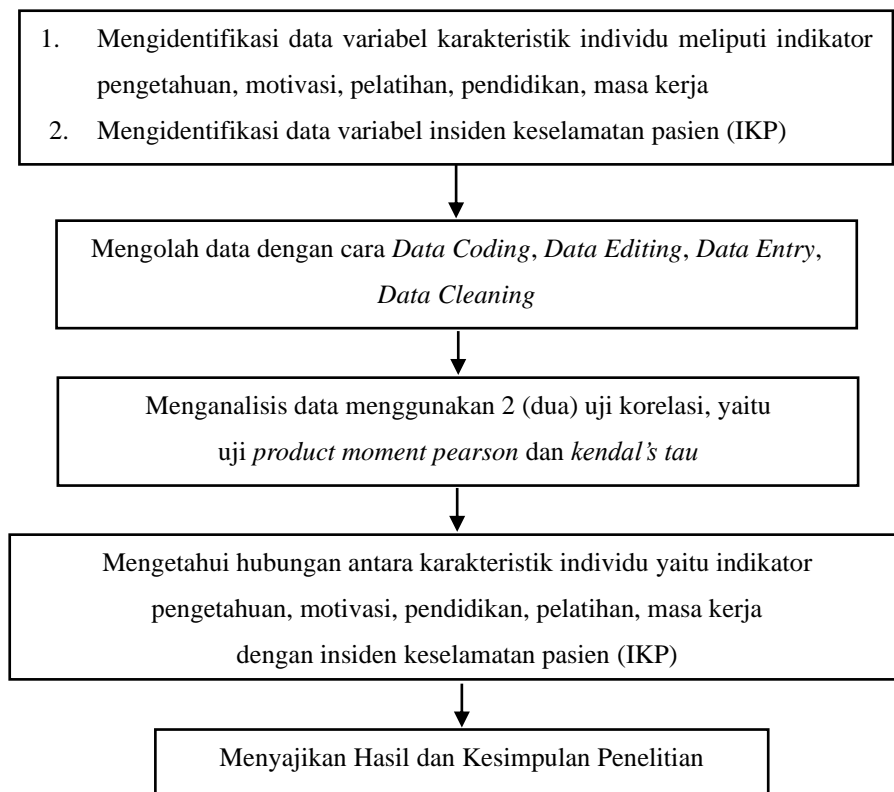 1. Mengidentifikasi data variabel karakteristik individu meliputi indikator
pengetahuan, motivasi, pelatihan, pendidikan, masa kerja
2. Mengidentifikasi data variabel insiden keselamatan pasien (IKP)
Mengolah data dengan cara Data Coding, Data Editing, Data Entry,
Data Cleaning
Menganalisis data menggunakan 2 (dua) uji korelasi, yaitu
uji product moment pearson dan kendal’s tau
Mengetahui hubungan antara karakteristik individu yaitu indikator
pengetahuan, motivasi, pendidikan, pelatihan, masa kerja
dengan insiden keselamatan pasien (IKP)
Menyajikan Hasil dan Kesimpulan Penelitian